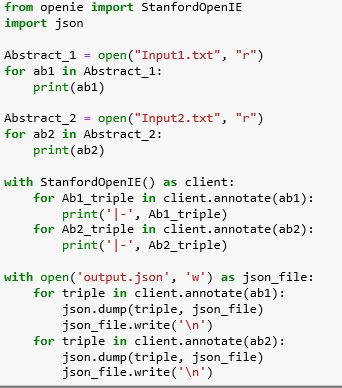 from openie import StanfordOpenIE
import json

Abstract_1 = open("Input1.txt", "r")
for ab1 in Abstract_1:
    print(ab1)

Abstract_2 = open("Input2.txt", "r")
for ab2 in Abstract_2:
    print(ab2)

with StanfordOpenIE() as client:
    for Ab1_triple in client.annotate(ab1):
        print('|-', Ab1_triple)
    for Ab2_triple in client.annotate(ab2):
        print('|-', Ab2_triple)

with open('output.json', 'w') as json_file:
    for triple in client.annotate(ab1):
        json.dump(triple, json_file)
        json_file.write('\n')
    for triple in client.annotate(ab2):
        json.dump(triple, json_file)
        json_file.write('\n')